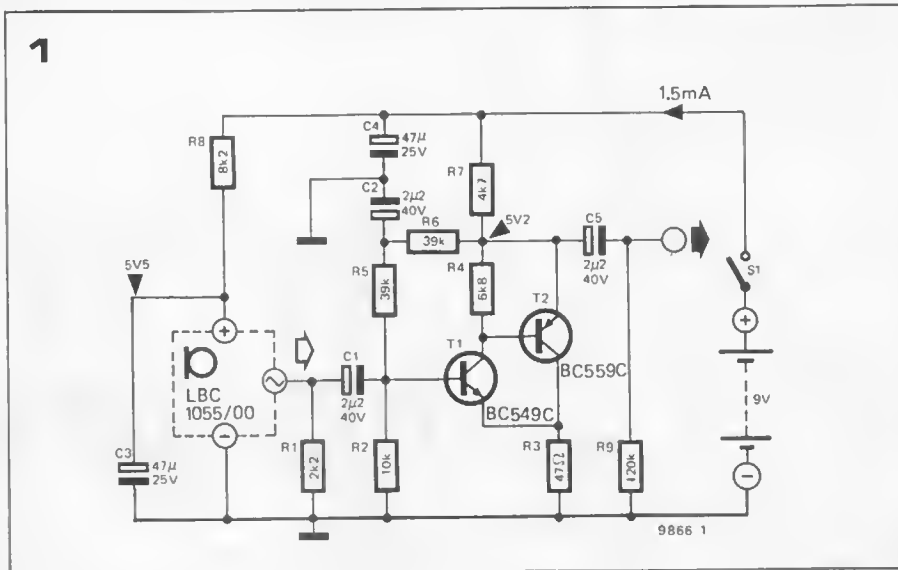 1
1.5mA
R8
8k2
C4
47µ
25V
C2
2µ2
40V
R7
4k7
R6
39k
5V2
C5
2µ2
40V
S1
5V5
R5
39k
R4
6k8
T2
T1
BC559C
BC549C
LBC
1055/00
C1
2µ2
40V
9V
C3
47µ
25V
R1
2k2
R2
10k
R3
47Ω
R9
120k
9866 1